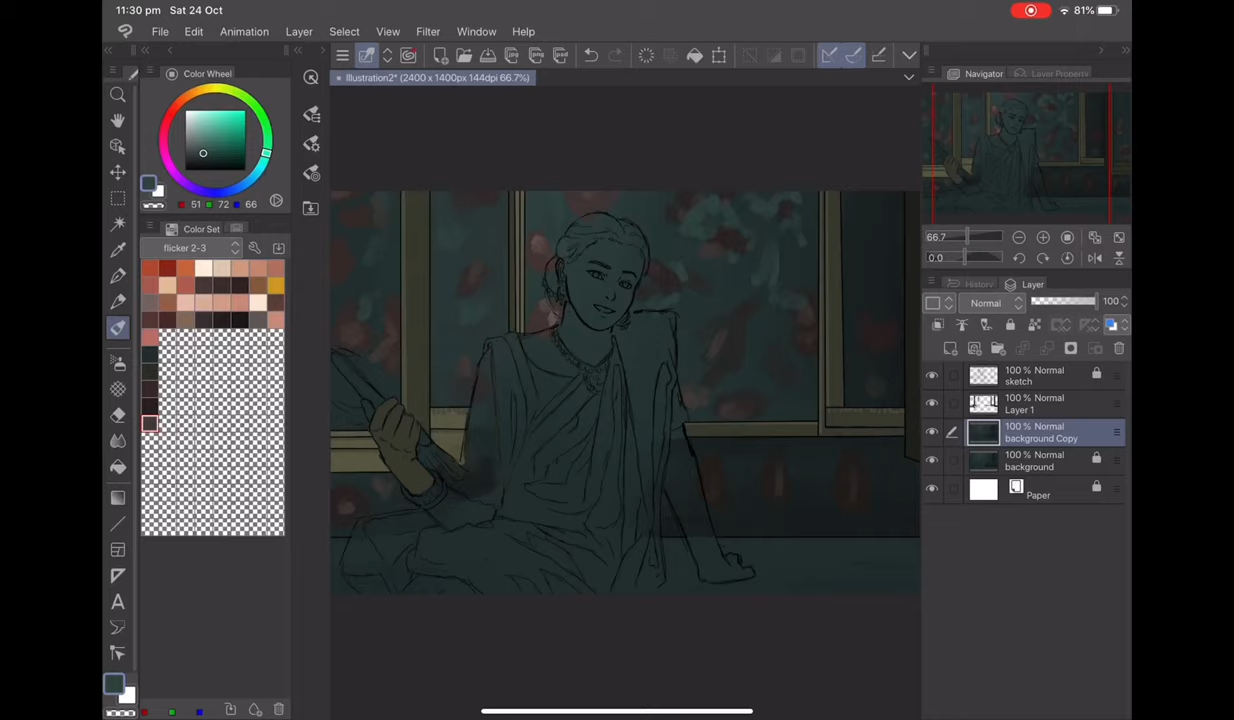 11:30 pm Sat 24 Oct 81%
File Edit Animation Layer Select View Filter Window Help
Illustration2* (2400 x 1400px 144dpi 66.7%)
Color Wheel
51 72 66
Color Set
flicker 2-3
A
Navigator Layer Property
66.7
0.0
History Layer
Normal 100
100 % Normal
sketch
100 % Normal
Layer 1
100 % Normal
background Copy
100 % Normal
background
Paper